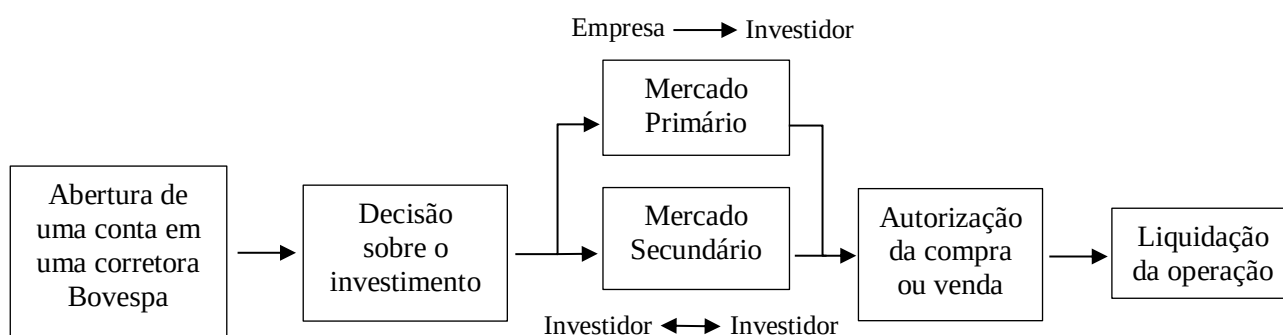 Empresa Investidor
Mercado
Primário
Abertura de
uma conta em
uma corretora
Bovespa
Decisão
sobre o
investimento
Mercado
Secundário
Autorização
da compra
ou venda
Liquidação
da operação
Investidor Investidor